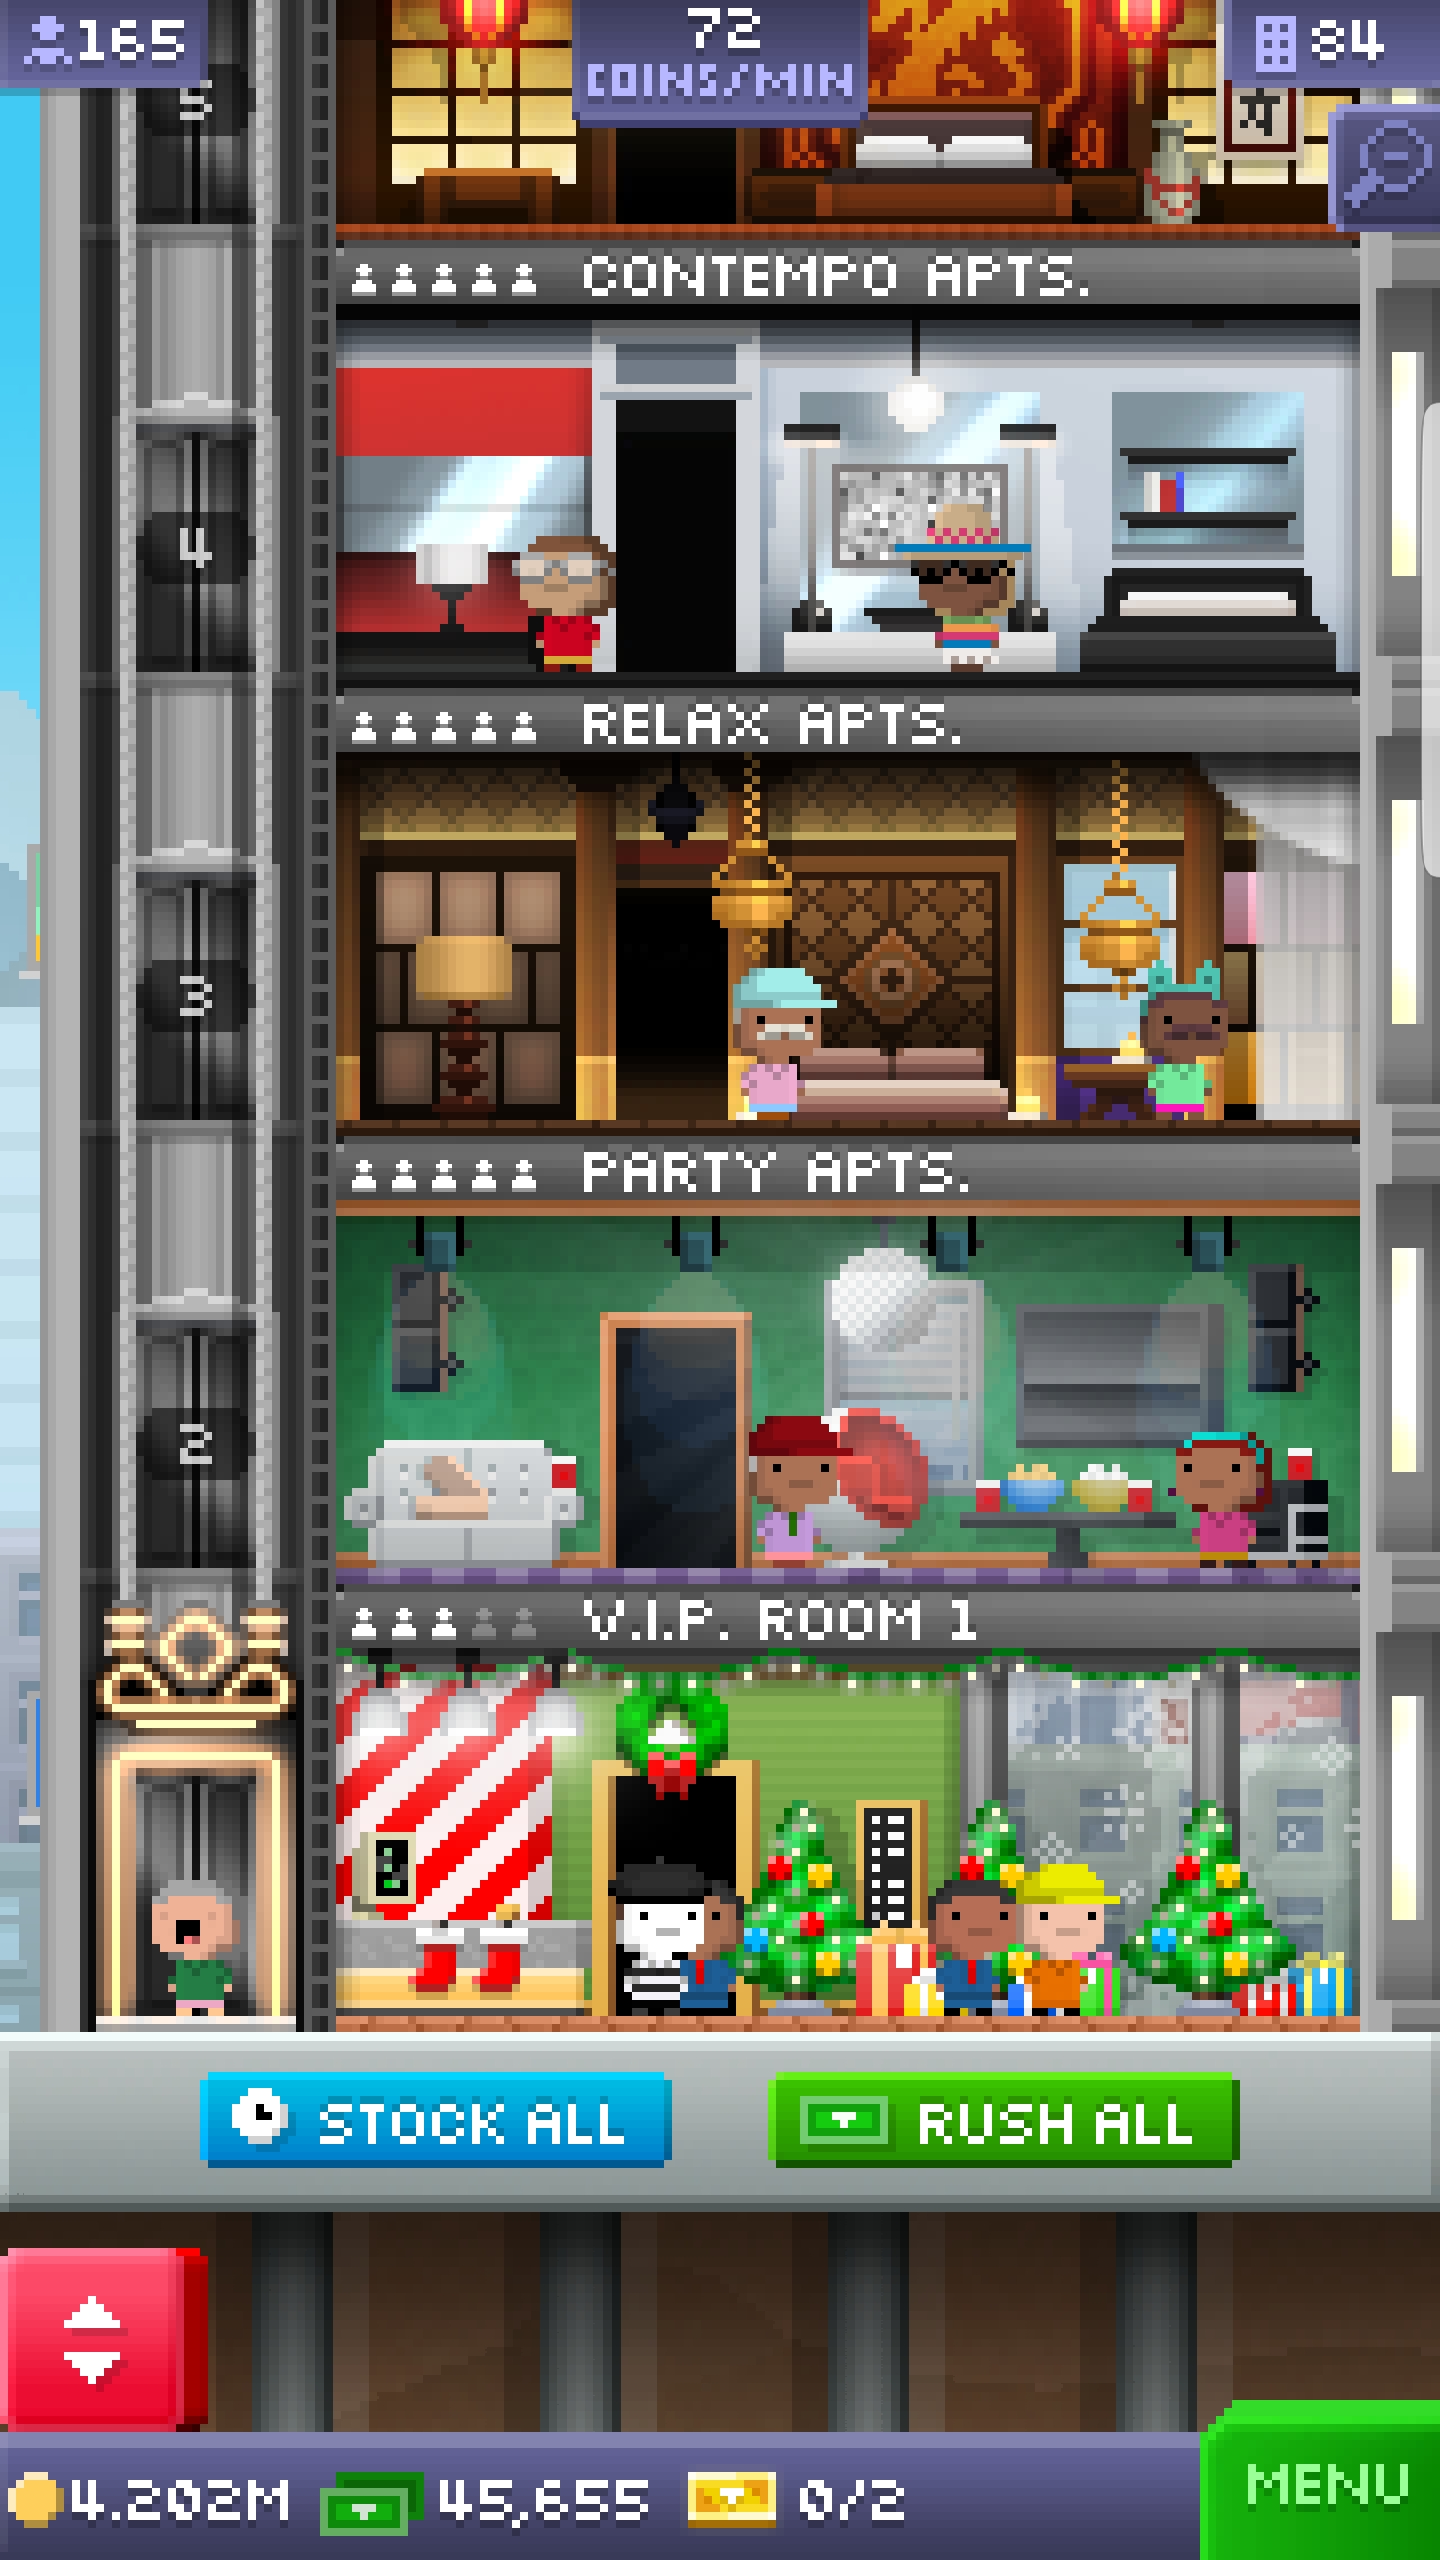 165
72
COINS/MIN
84
5
CONTEMPO APTS.
4
RELAX APTS.
3
PARTY APTS.
2
V.I.P. ROOM 1
STOCK ALL
RUSH ALL
4.202M
45,655
0/2
MENU